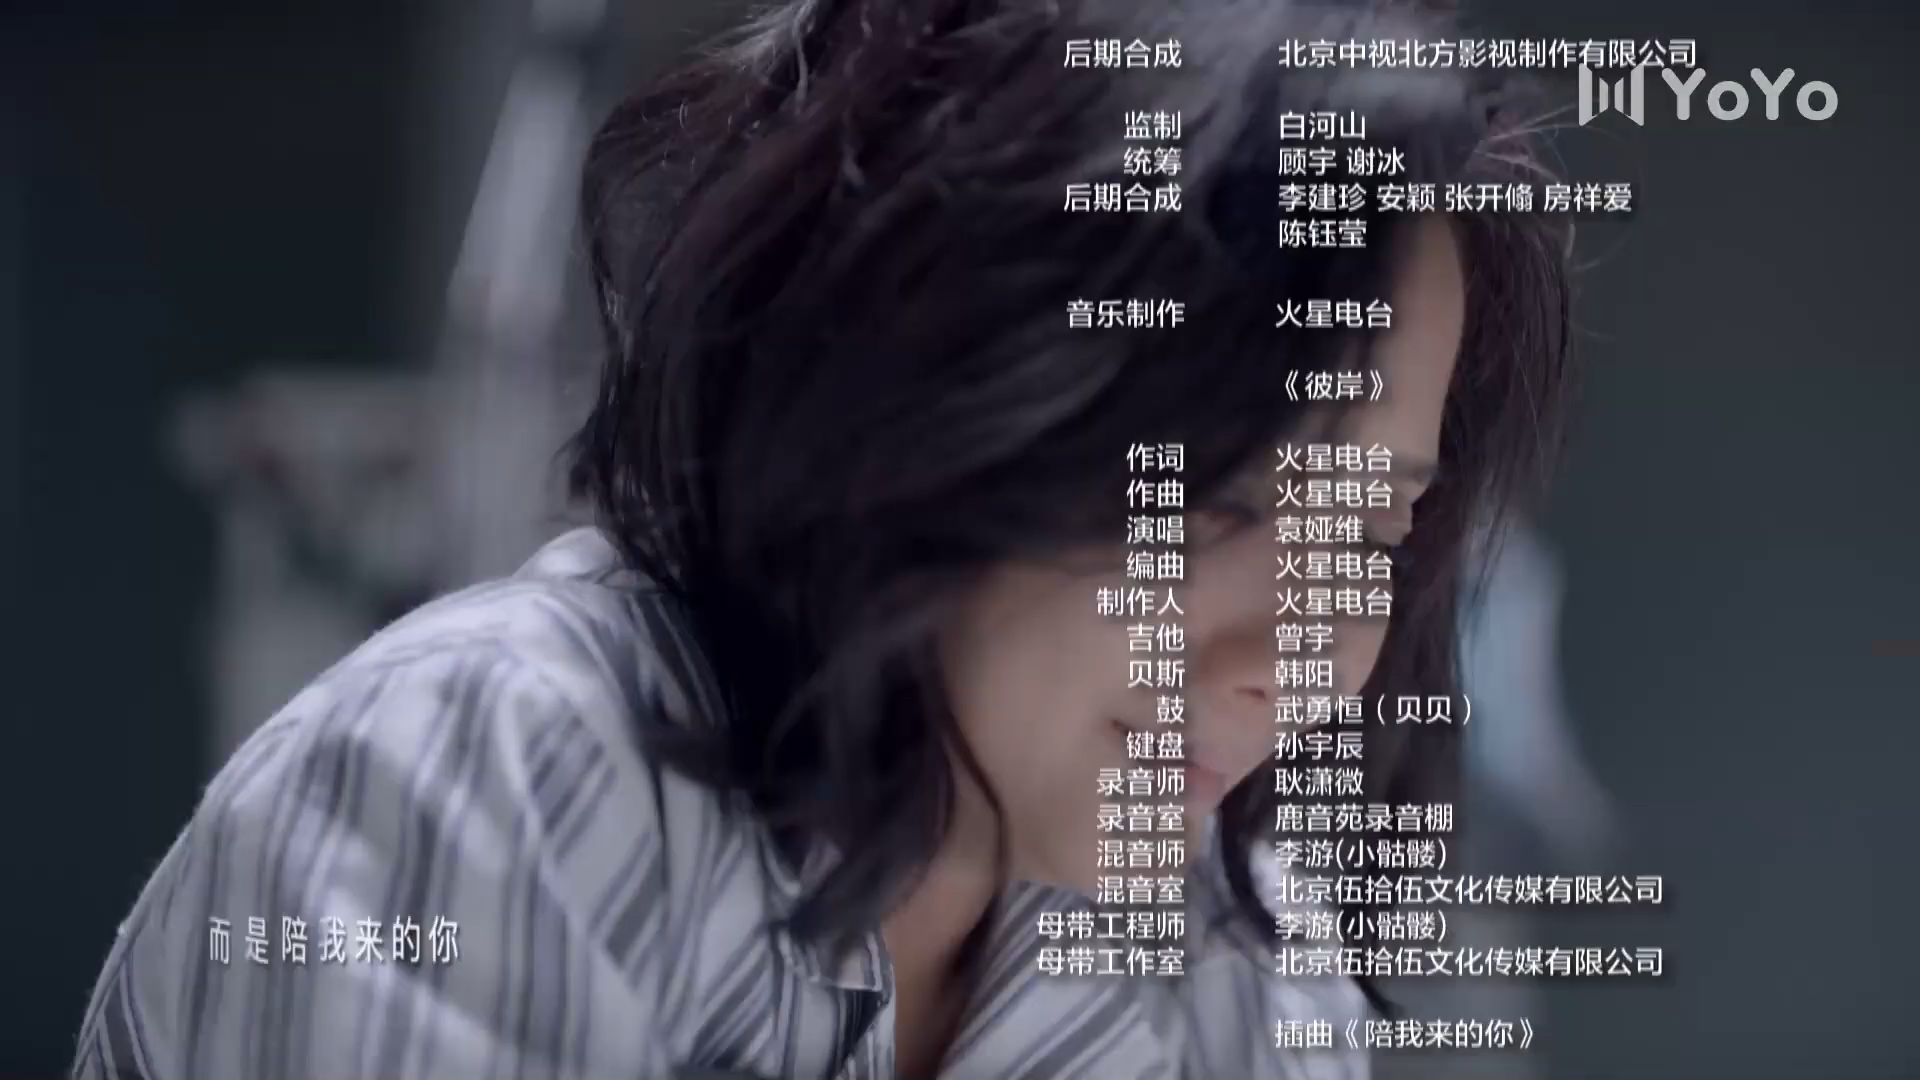 后期合成 北京中视北方影视制作有限公司
YoYo
监制 白河山
统筹 顾宇 谢冰
后期合成 李建珍 安颖 张开翛 房祥爱
陈钰莹
音乐制作 火星电台
《彼岸》
作词 火星电台
作曲 火星电台
演唱 袁娅维
编曲 火星电台
制作人 火星电台
吉他 曾宇
贝斯 韩阳
鼓 武勇恒（贝贝）
键盘 孙宇辰
录音师 耿潇微
录音室 鹿音苑录音棚
混音师 李游(小骷髅)
混音室 北京伍拾伍文化传媒有限公司
母带工程师 李游(小骷髅)
而是陪我来的你
母带工作室 北京伍拾伍文化传媒有限公司
插曲《陪我来的你》